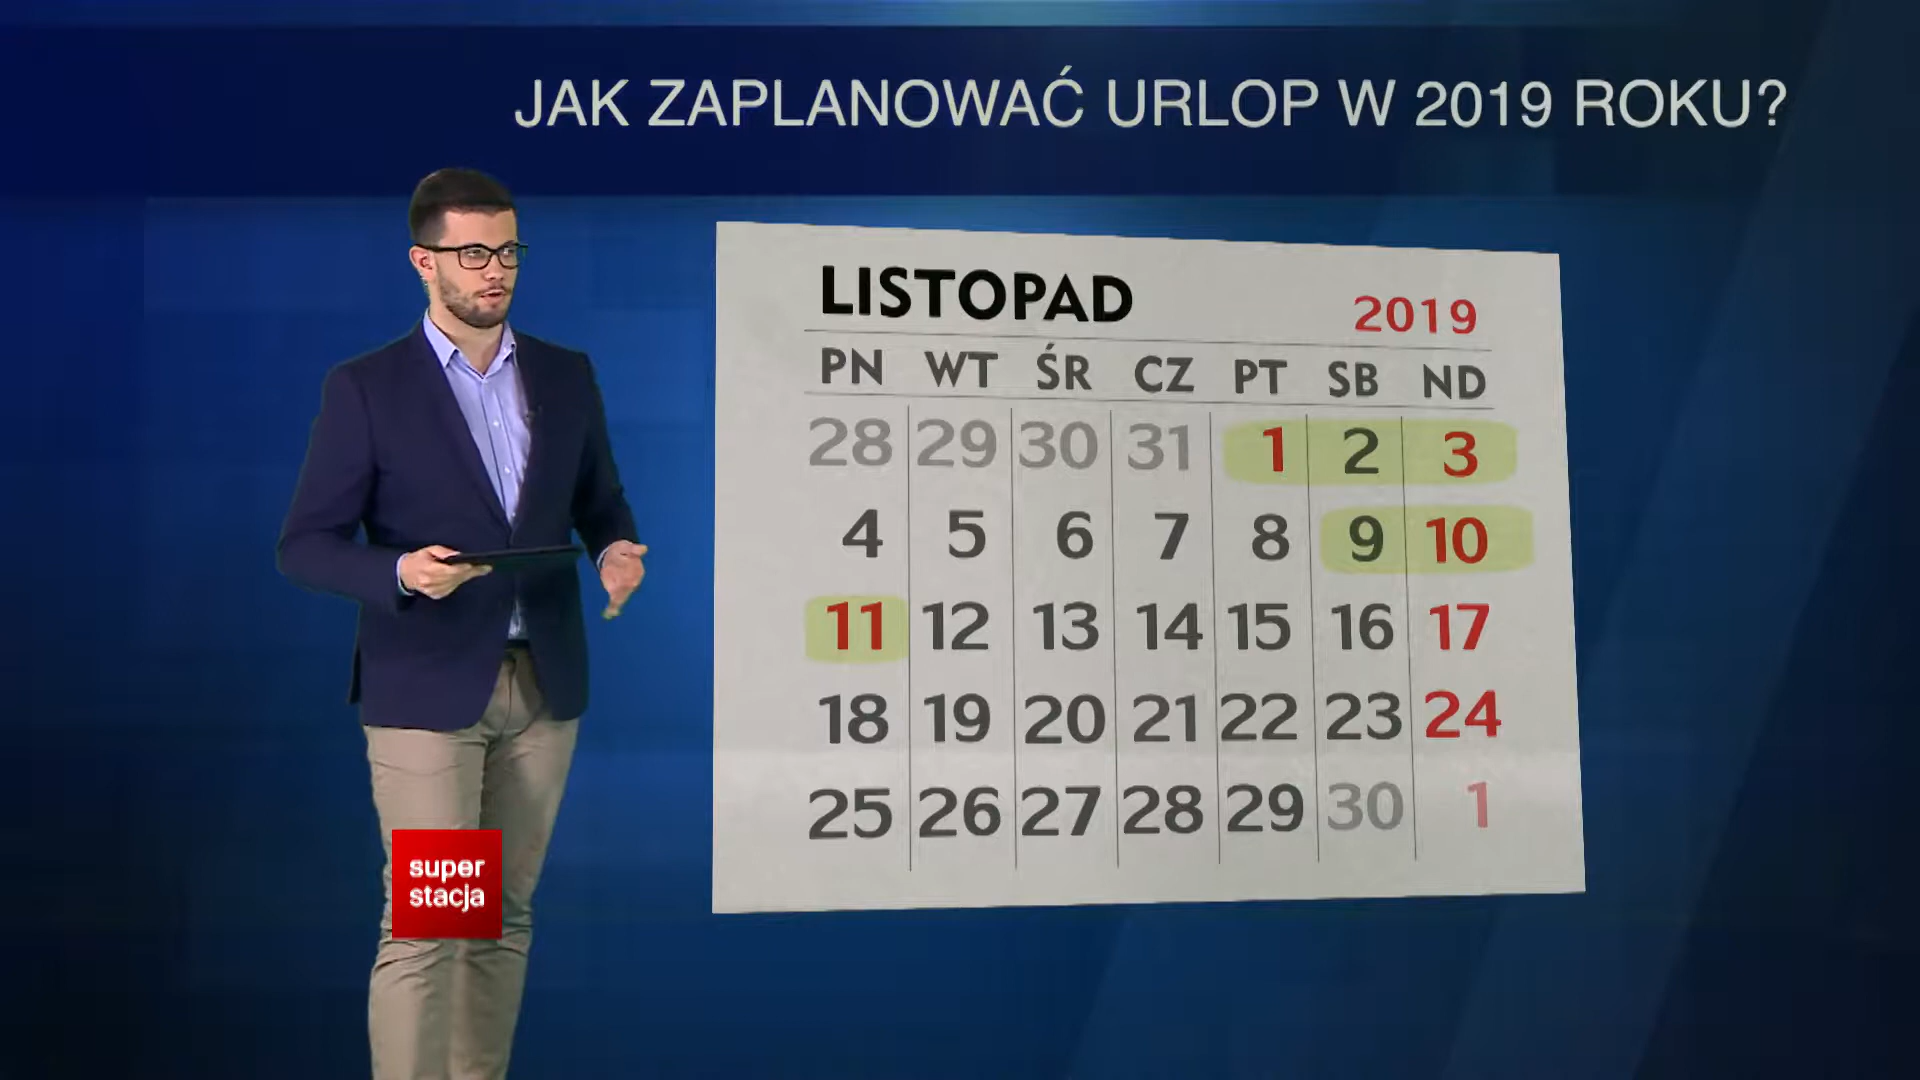 JAK ZAPLANOWAĆ URLOP W 2019 ROKU?
LISTOPAD 2019
PN WT ŚR CZ PT SB ND
28 29 30 31 1 2 3
4 5 6 7 8 9 10
11 12 13 14 15 16 17
18 19 20 21 22 23 24
25 26 27 28 29 30 1
super
stacja